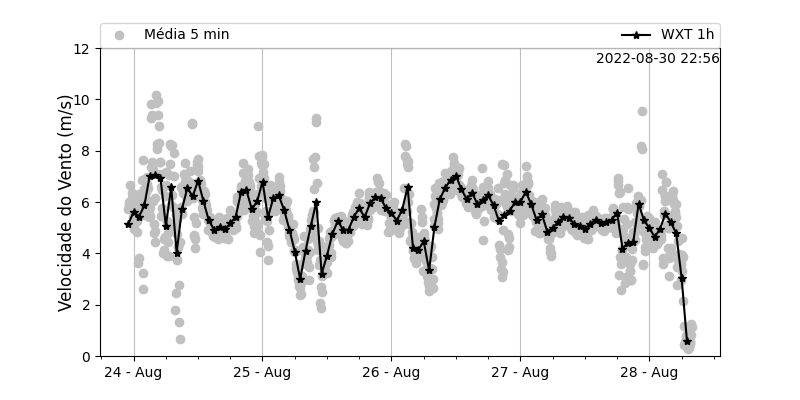 Média 5 min
WXT 1h
2022-08-30 22:56
Velocidade do Vento (m/s)
12
10
8
6
4
2
0
24 - Aug
25 - Aug
26 - Aug
27 - Aug
28 - Aug